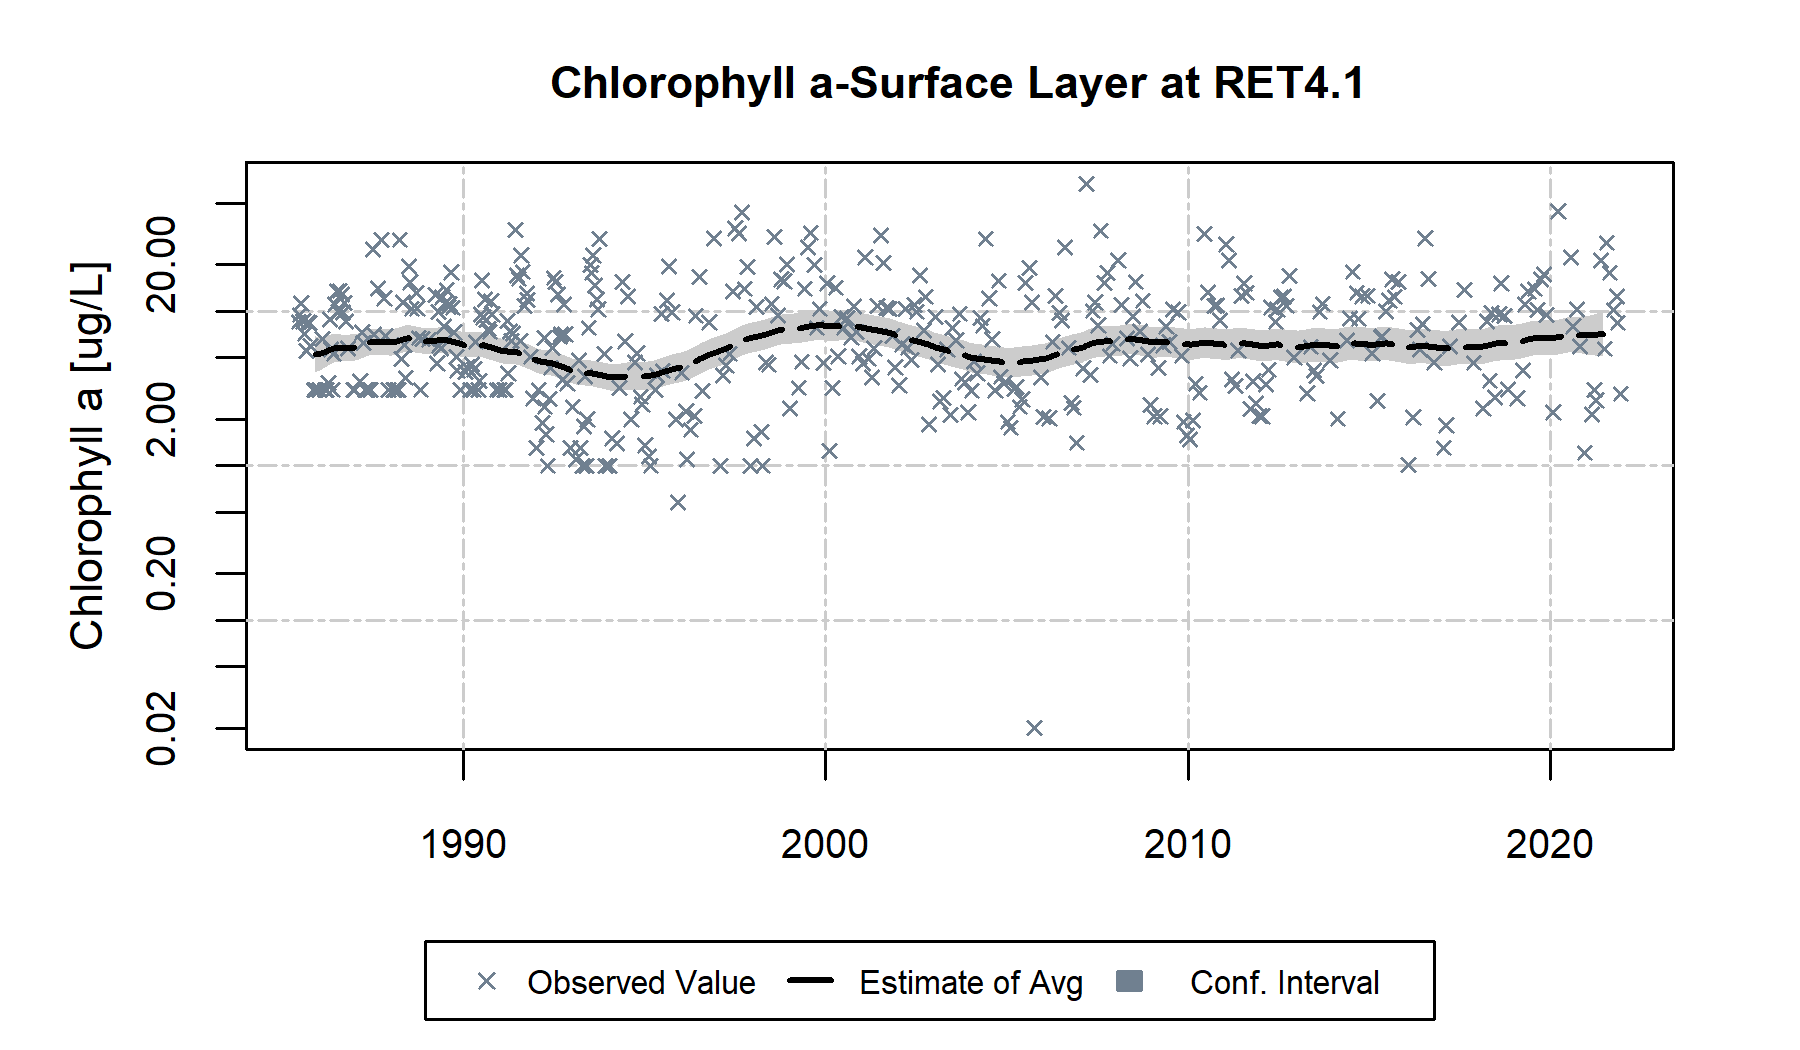 Chlorophyll a-Surface Layer at RET4.1
Chlorophyll a [ug/L]
20.00
2.00
0.20
0.02
1990 2000 2010 2020
Observed Value Estimate of Avg Conf. Interval